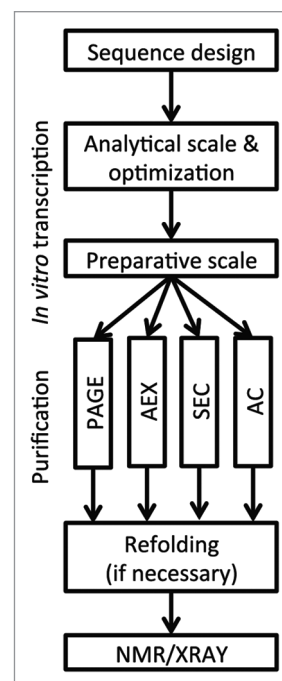 Sequence design
Analytical scale &
optimization
In vitro transcription
Preparative scale
Purification
PAGE
AEX
SEC
AC
Refolding
(if necessary)
NMR/XRAY